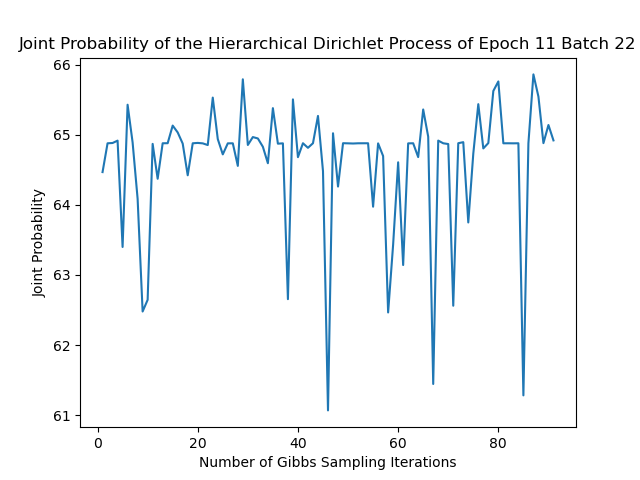 Joint Probability of the Hierarchical Dirichlet Process of Epoch 11 Batch 22
66
65
64
63
62
61
Joint Probability
0 20 40 60 80
Number of Gibbs Sampling Iterations